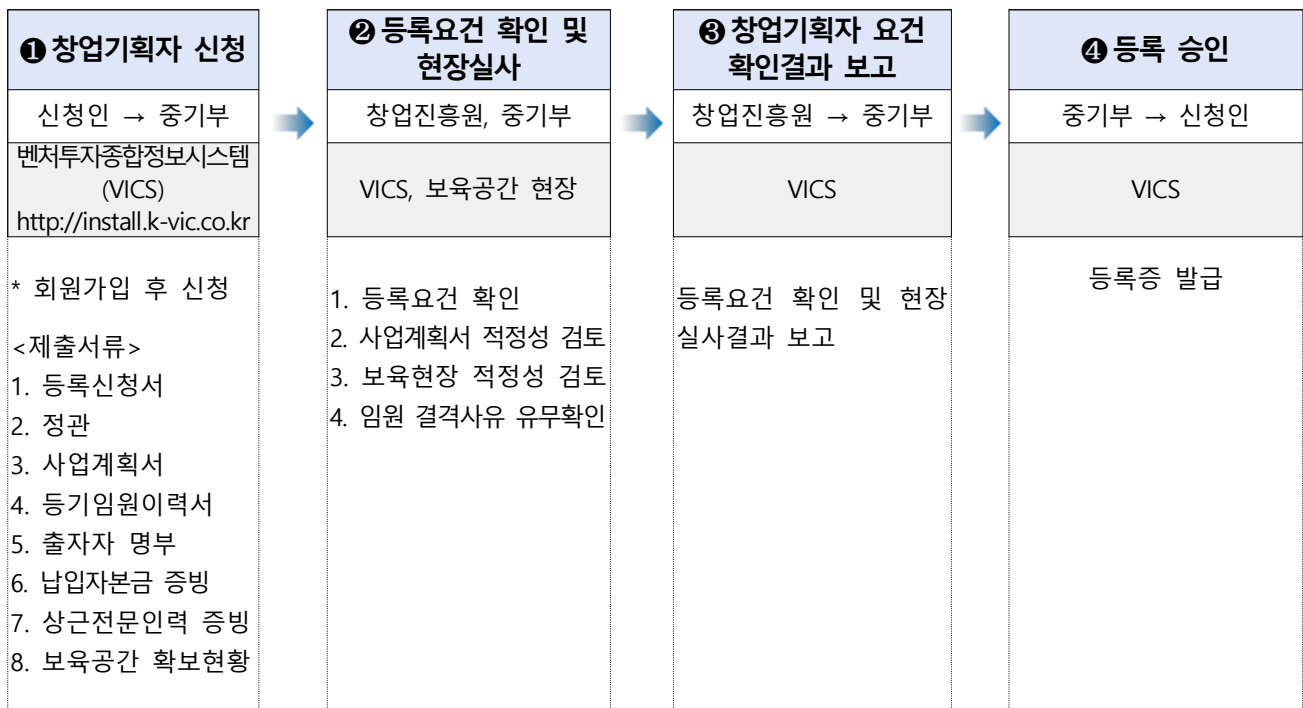 ❶창업기획자 신청
신청인 → 중기부
벤처투자종합정보시스템
(VICS)
http://install.k-vic.co.kr
* 회원가입 후 신청
<제출서류>
1. 등록신청서
2. 정관
3. 사업계획서
4. 등기임원이력서
5. 출자자 명부
6. 납입자본금 증빙
7. 상근전문인력 증빙
8. 보육공간 확보현황
❷등록요건 확인 및
현장실사
창업진흥원, 중기부
VICS, 보육공간 현장
1. 등록요건 확인
2. 사업계획서 적정성 검토
3. 보육현장 적정성 검토
4. 임원 결격사유 유무확인
❸창업기획자 요건
확인결과 보고
창업진흥원 → 중기부
VICS
등록요건 확인 및 현장
실사결과 보고
❹등록 승인
중기부 → 신청인
VICS
등록증 발급